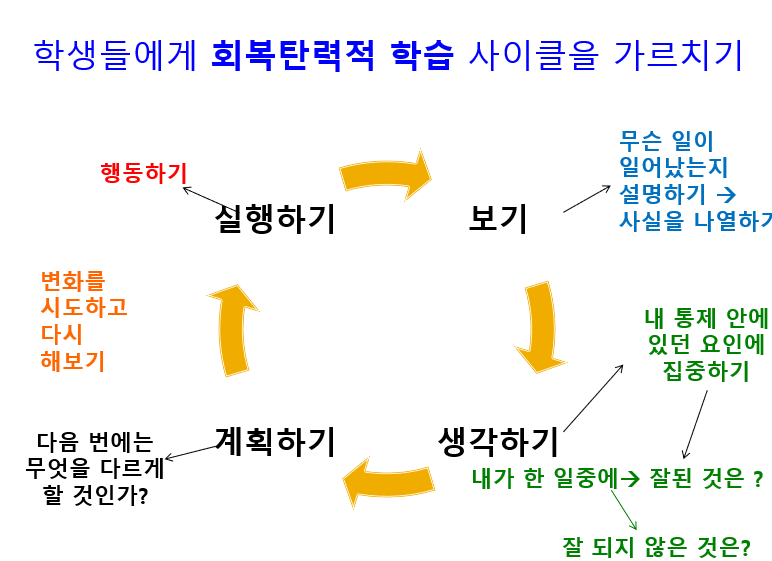 학생들에게 회복탄력적 학습 사이클을 가르치기
행동하기
실행하기
보기
무슨 일이
일어났는지
설명하기 →
사실을 나열하기
변화를
시도하고
다시
해보기
내 통제 안에
있던 요인에
집중하기
계획하기
생각하기
다음 번에는
무엇을 다르게
할 것인가?
내가 한 일중에→ 잘된 것은 ?
잘 되지 않은 것은?